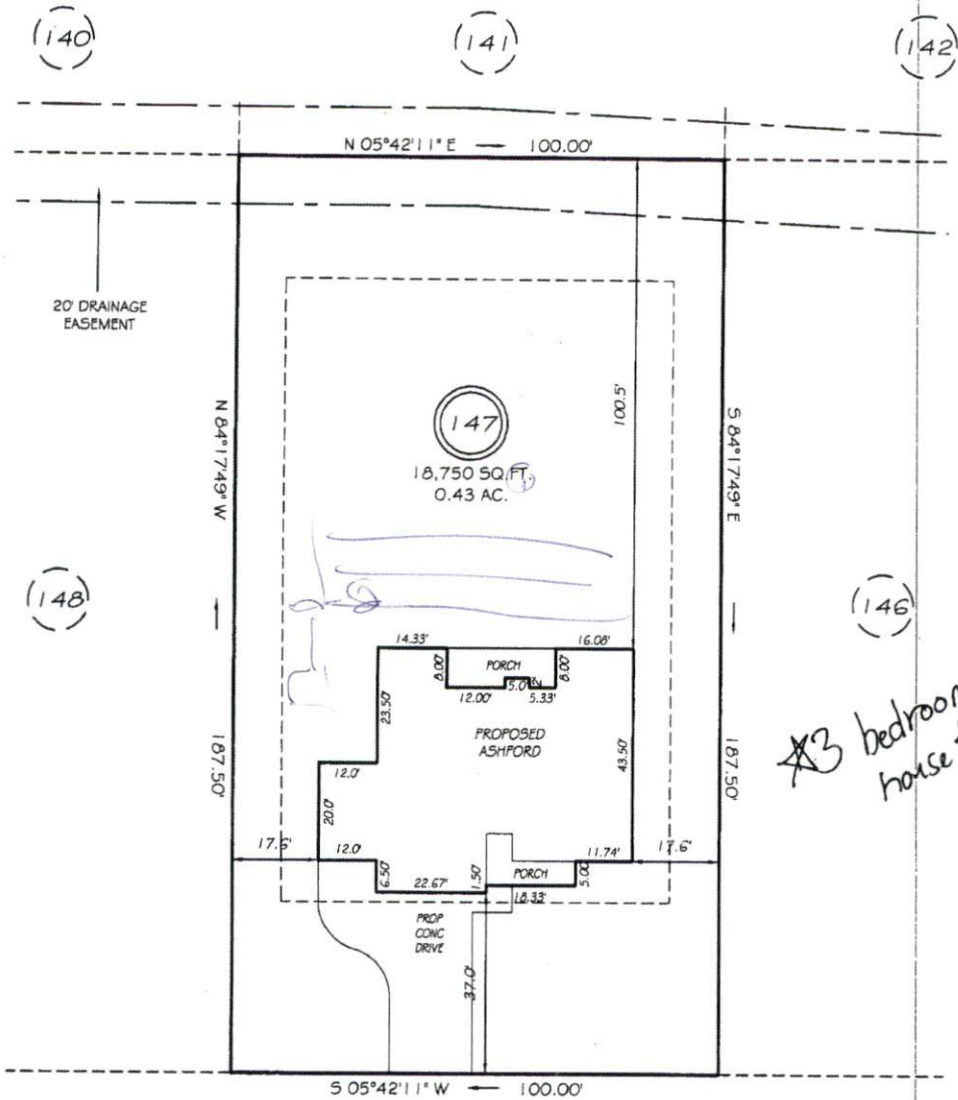 140
141
142
N 05°42'11" E
100.00'
20' DRAINAGE
EASEMENT
N 84°17'49" W
187.50'
S 84°17'49" E
187.50'
100.5'
147
18,750 SQ.FT.
0.43 AC.
148
146
14.33'
8.00'
PORCH
8.00'
16.08'
12.00'
5.33'
23.50'
PROPOSED
ASHFORD
43.50'
12.0'
20.0'
3 bedroom
house
17.6'
12.0'
6.50'
22.67'
1.50'
PORCH
18.33'
5.00'
11.74'
17.6'
PROP
CONC
DRIVE
37.0'
S 05°42'11" W
100.00'